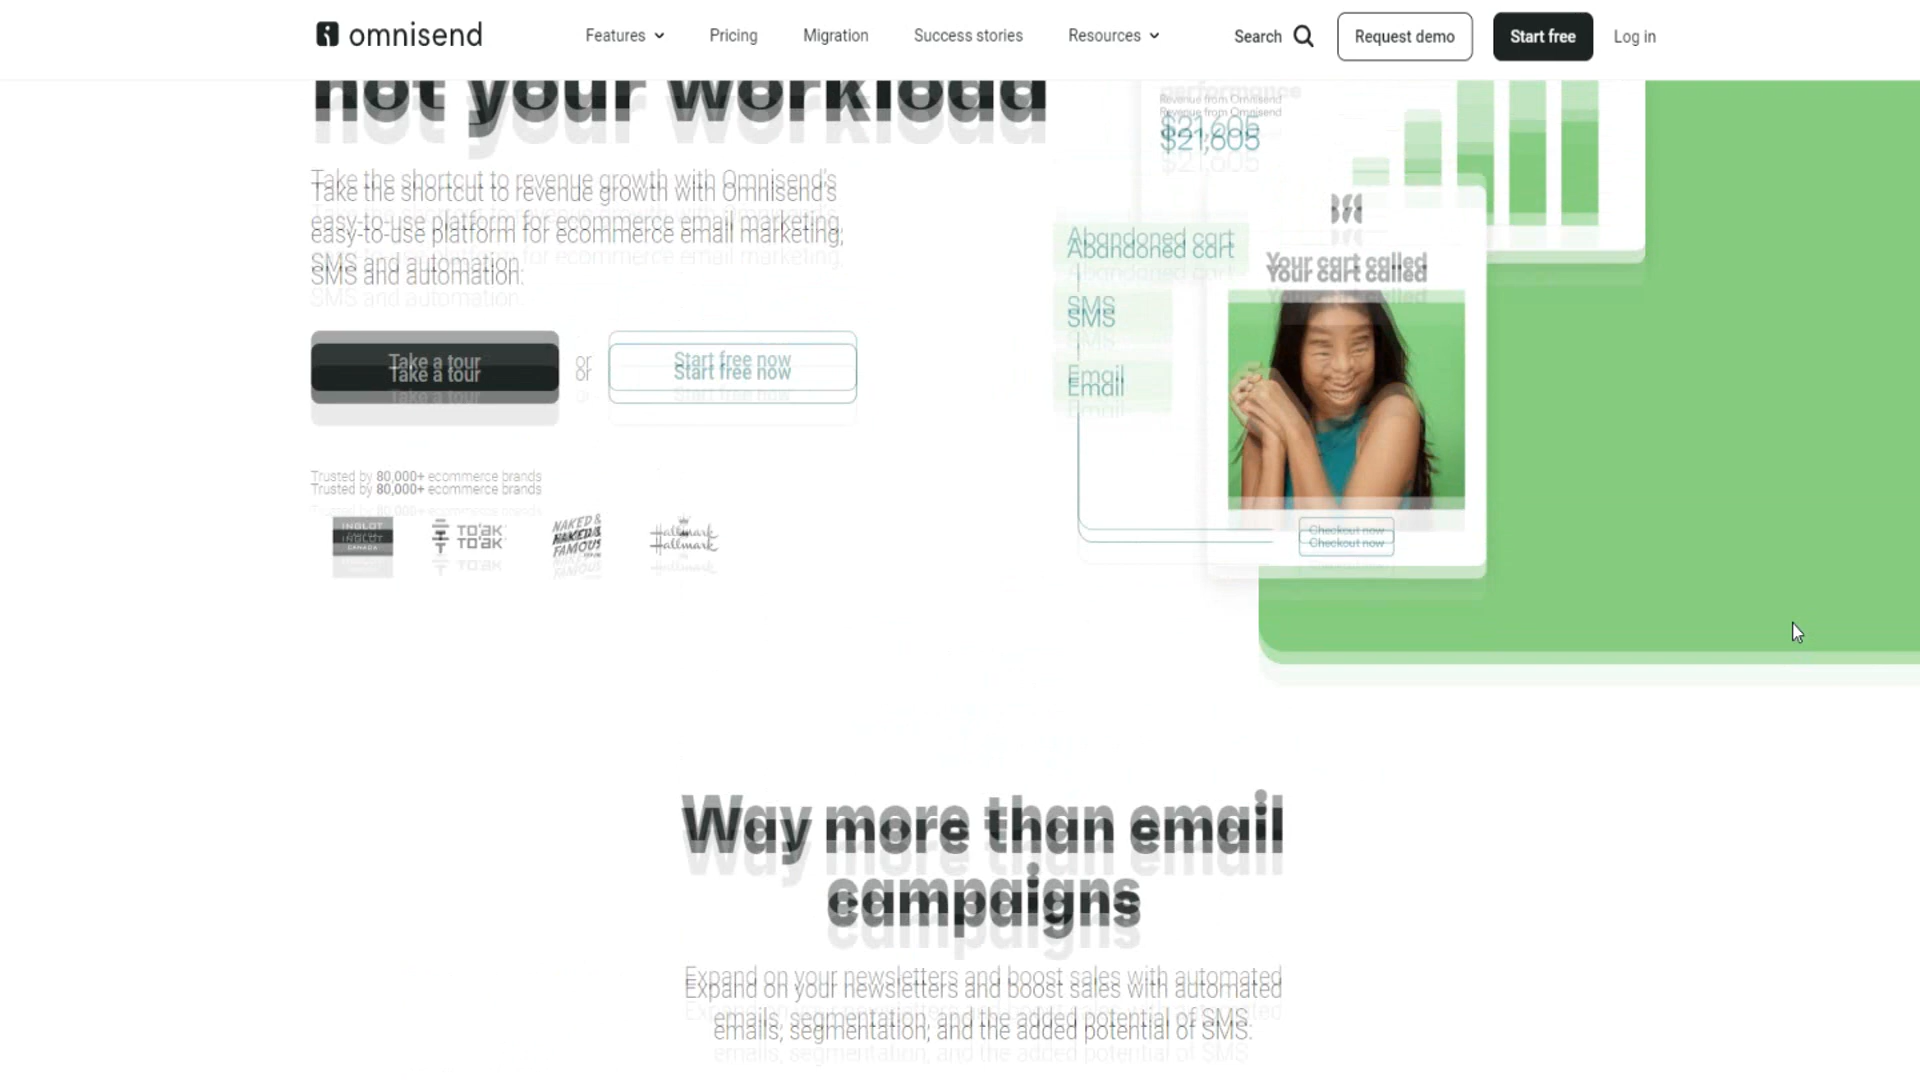 omnisend
Features
Pricing
Migration
Success stories
Resources
Search
Request demo
Start free
Log in
not your workload
Take the shortcut to revenue growth with Omnisend's
easy-to-use platform for ecommerce email marketing,
SMS and automation.
Take a tour
or
Start free now
Trusted by 80,000+ ecommerce brands
INGLOT
CANADA
TO'AK
NAKED &
FAMOUS
Hallmark
performance
Revenue from Omnisend
$21,605
Abandoned cart
SMS
Email
Your cart called
Checkout now
Way more than email
campaigns
Expand on your newsletters and boost sales with automated
emails, segmentation, and the added potential of SMS.